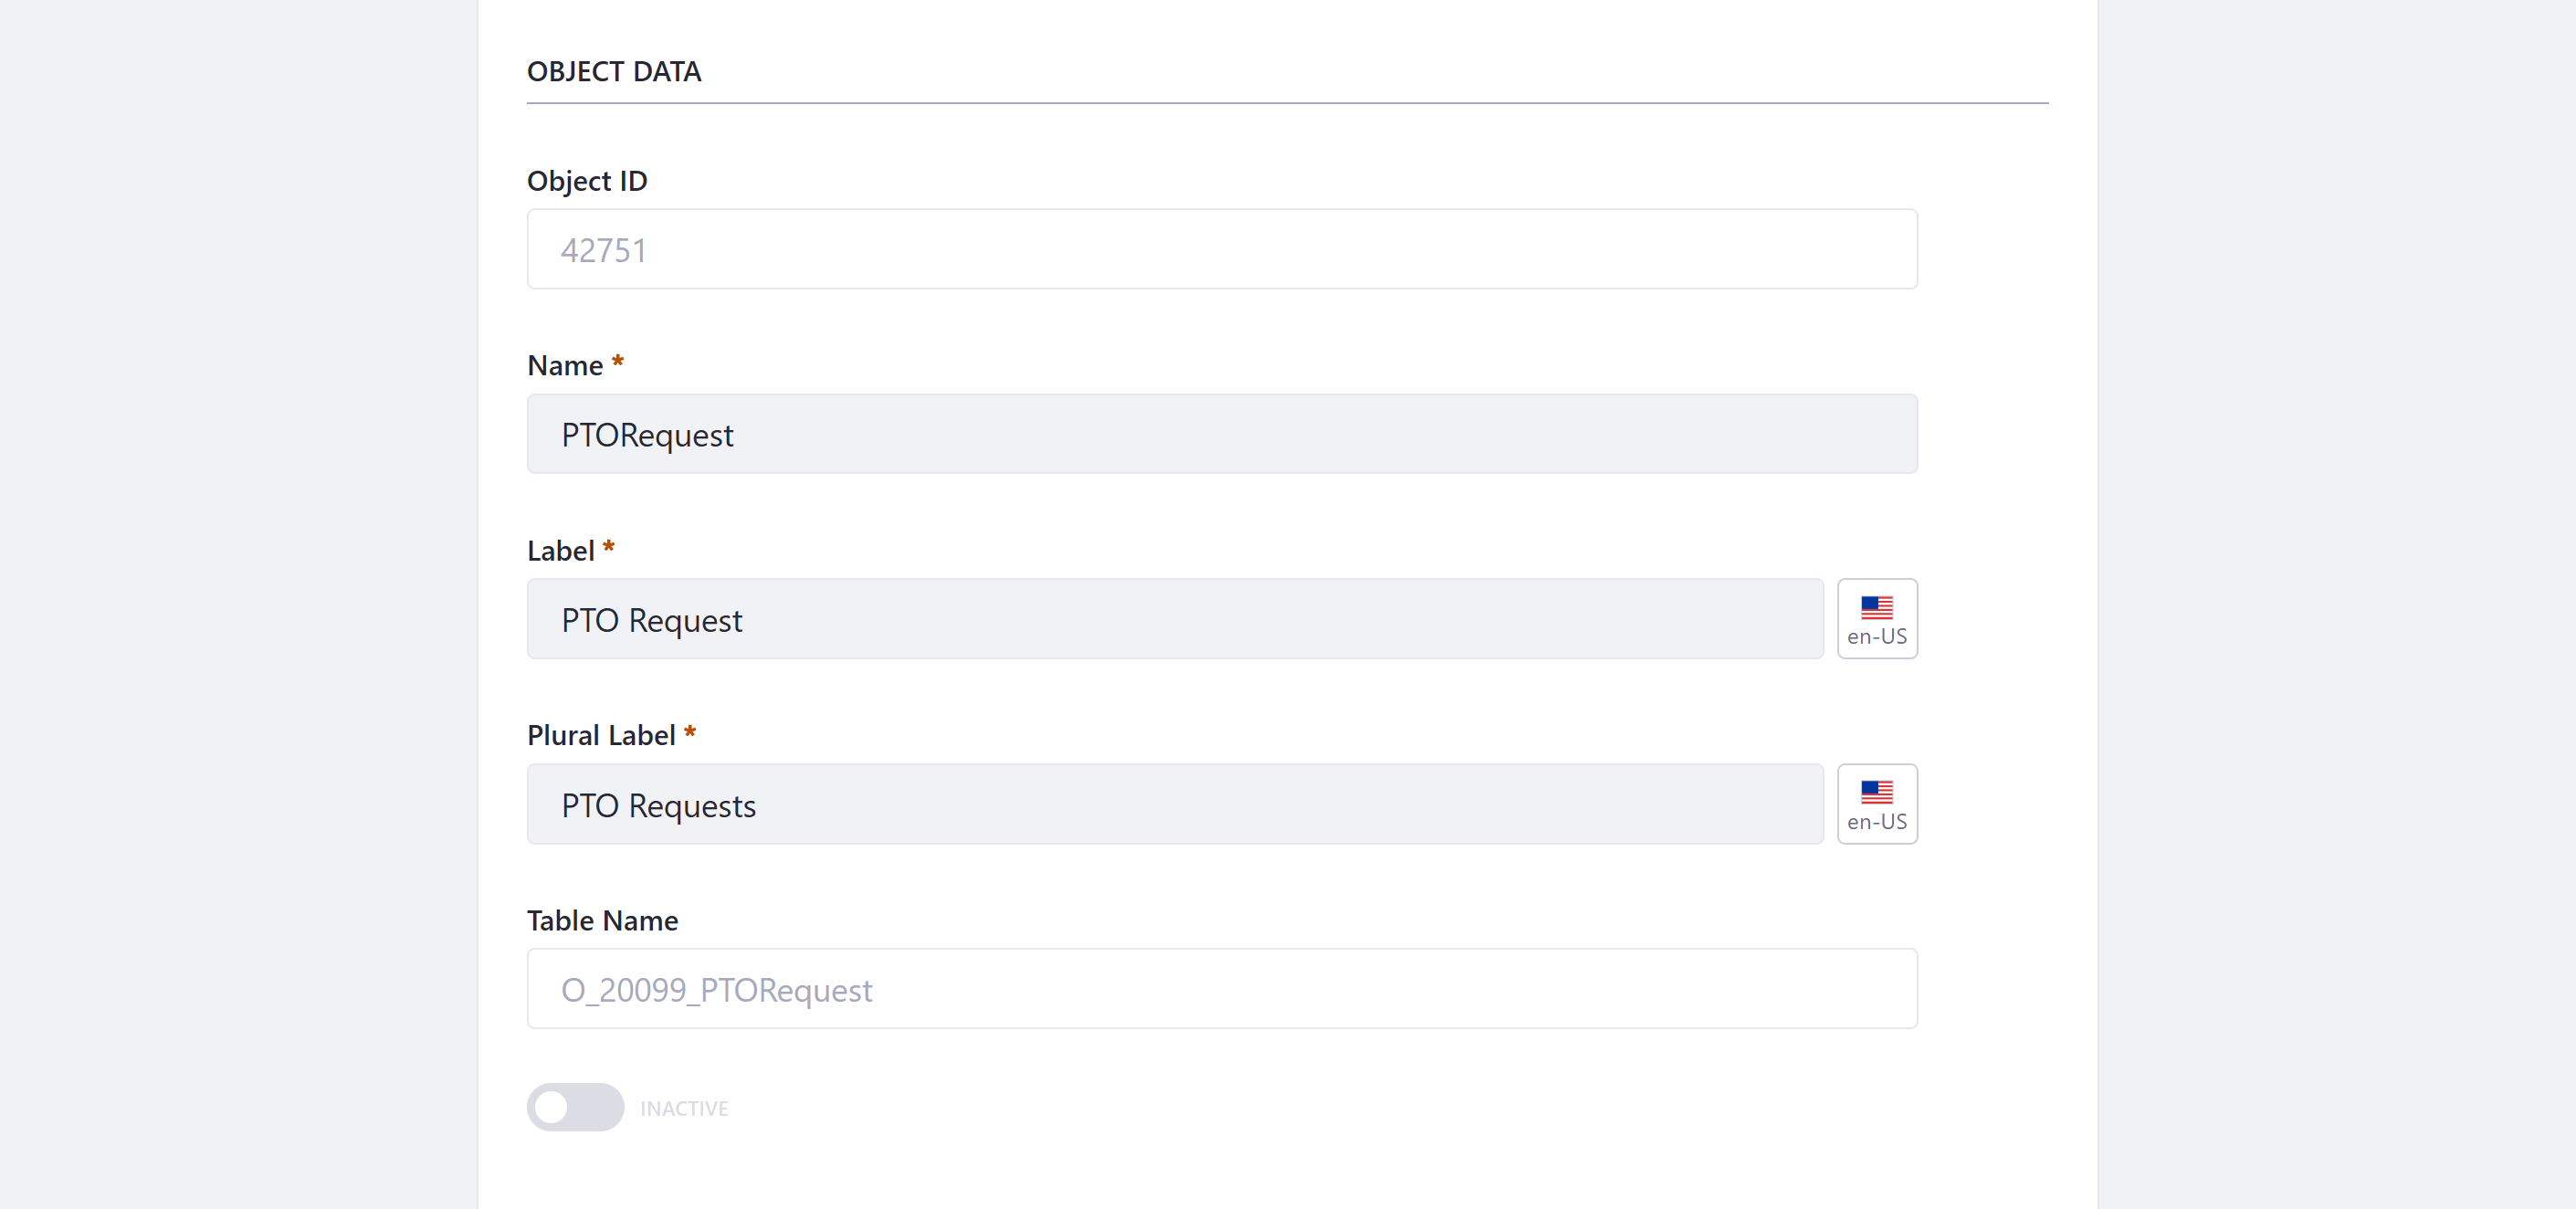 OBJECT DATA
Object ID
42751
Name *
PTORequest
Label *
PTO Request
en-US
Plural Label *
PTO Requests
en-US
Table Name
O_20099_PTORequest
INACTIVE